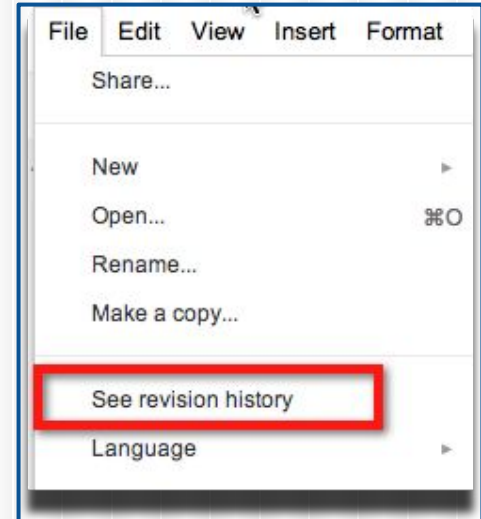 File Edit View Insert Format
Share...
New ►
Open... ⌘O
Rename...
Make a copy...
See revision history
Language ►